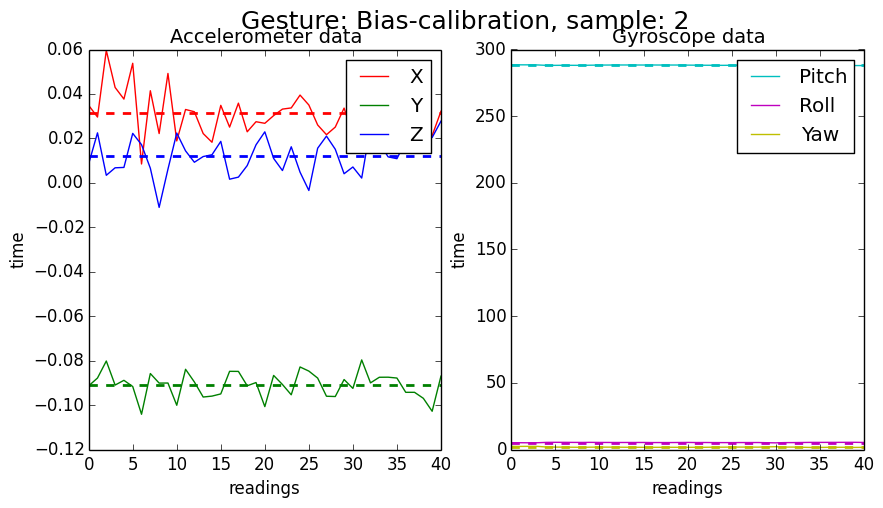 Gesture: Bias-calibration, sample: 2
Accelerometer data
0.06
0.04
0.02
0.00
−0.02
−0.04
−0.06
−0.08
−0.10
−0.12
time
X
Y
Z
0 5 10 15 20 25 30 35 40
readings
Gyroscope data
300
250
200
150
100
50
0
time
Pitch
Roll
Yaw
0 5 10 15 20 25 30 35 40
readings